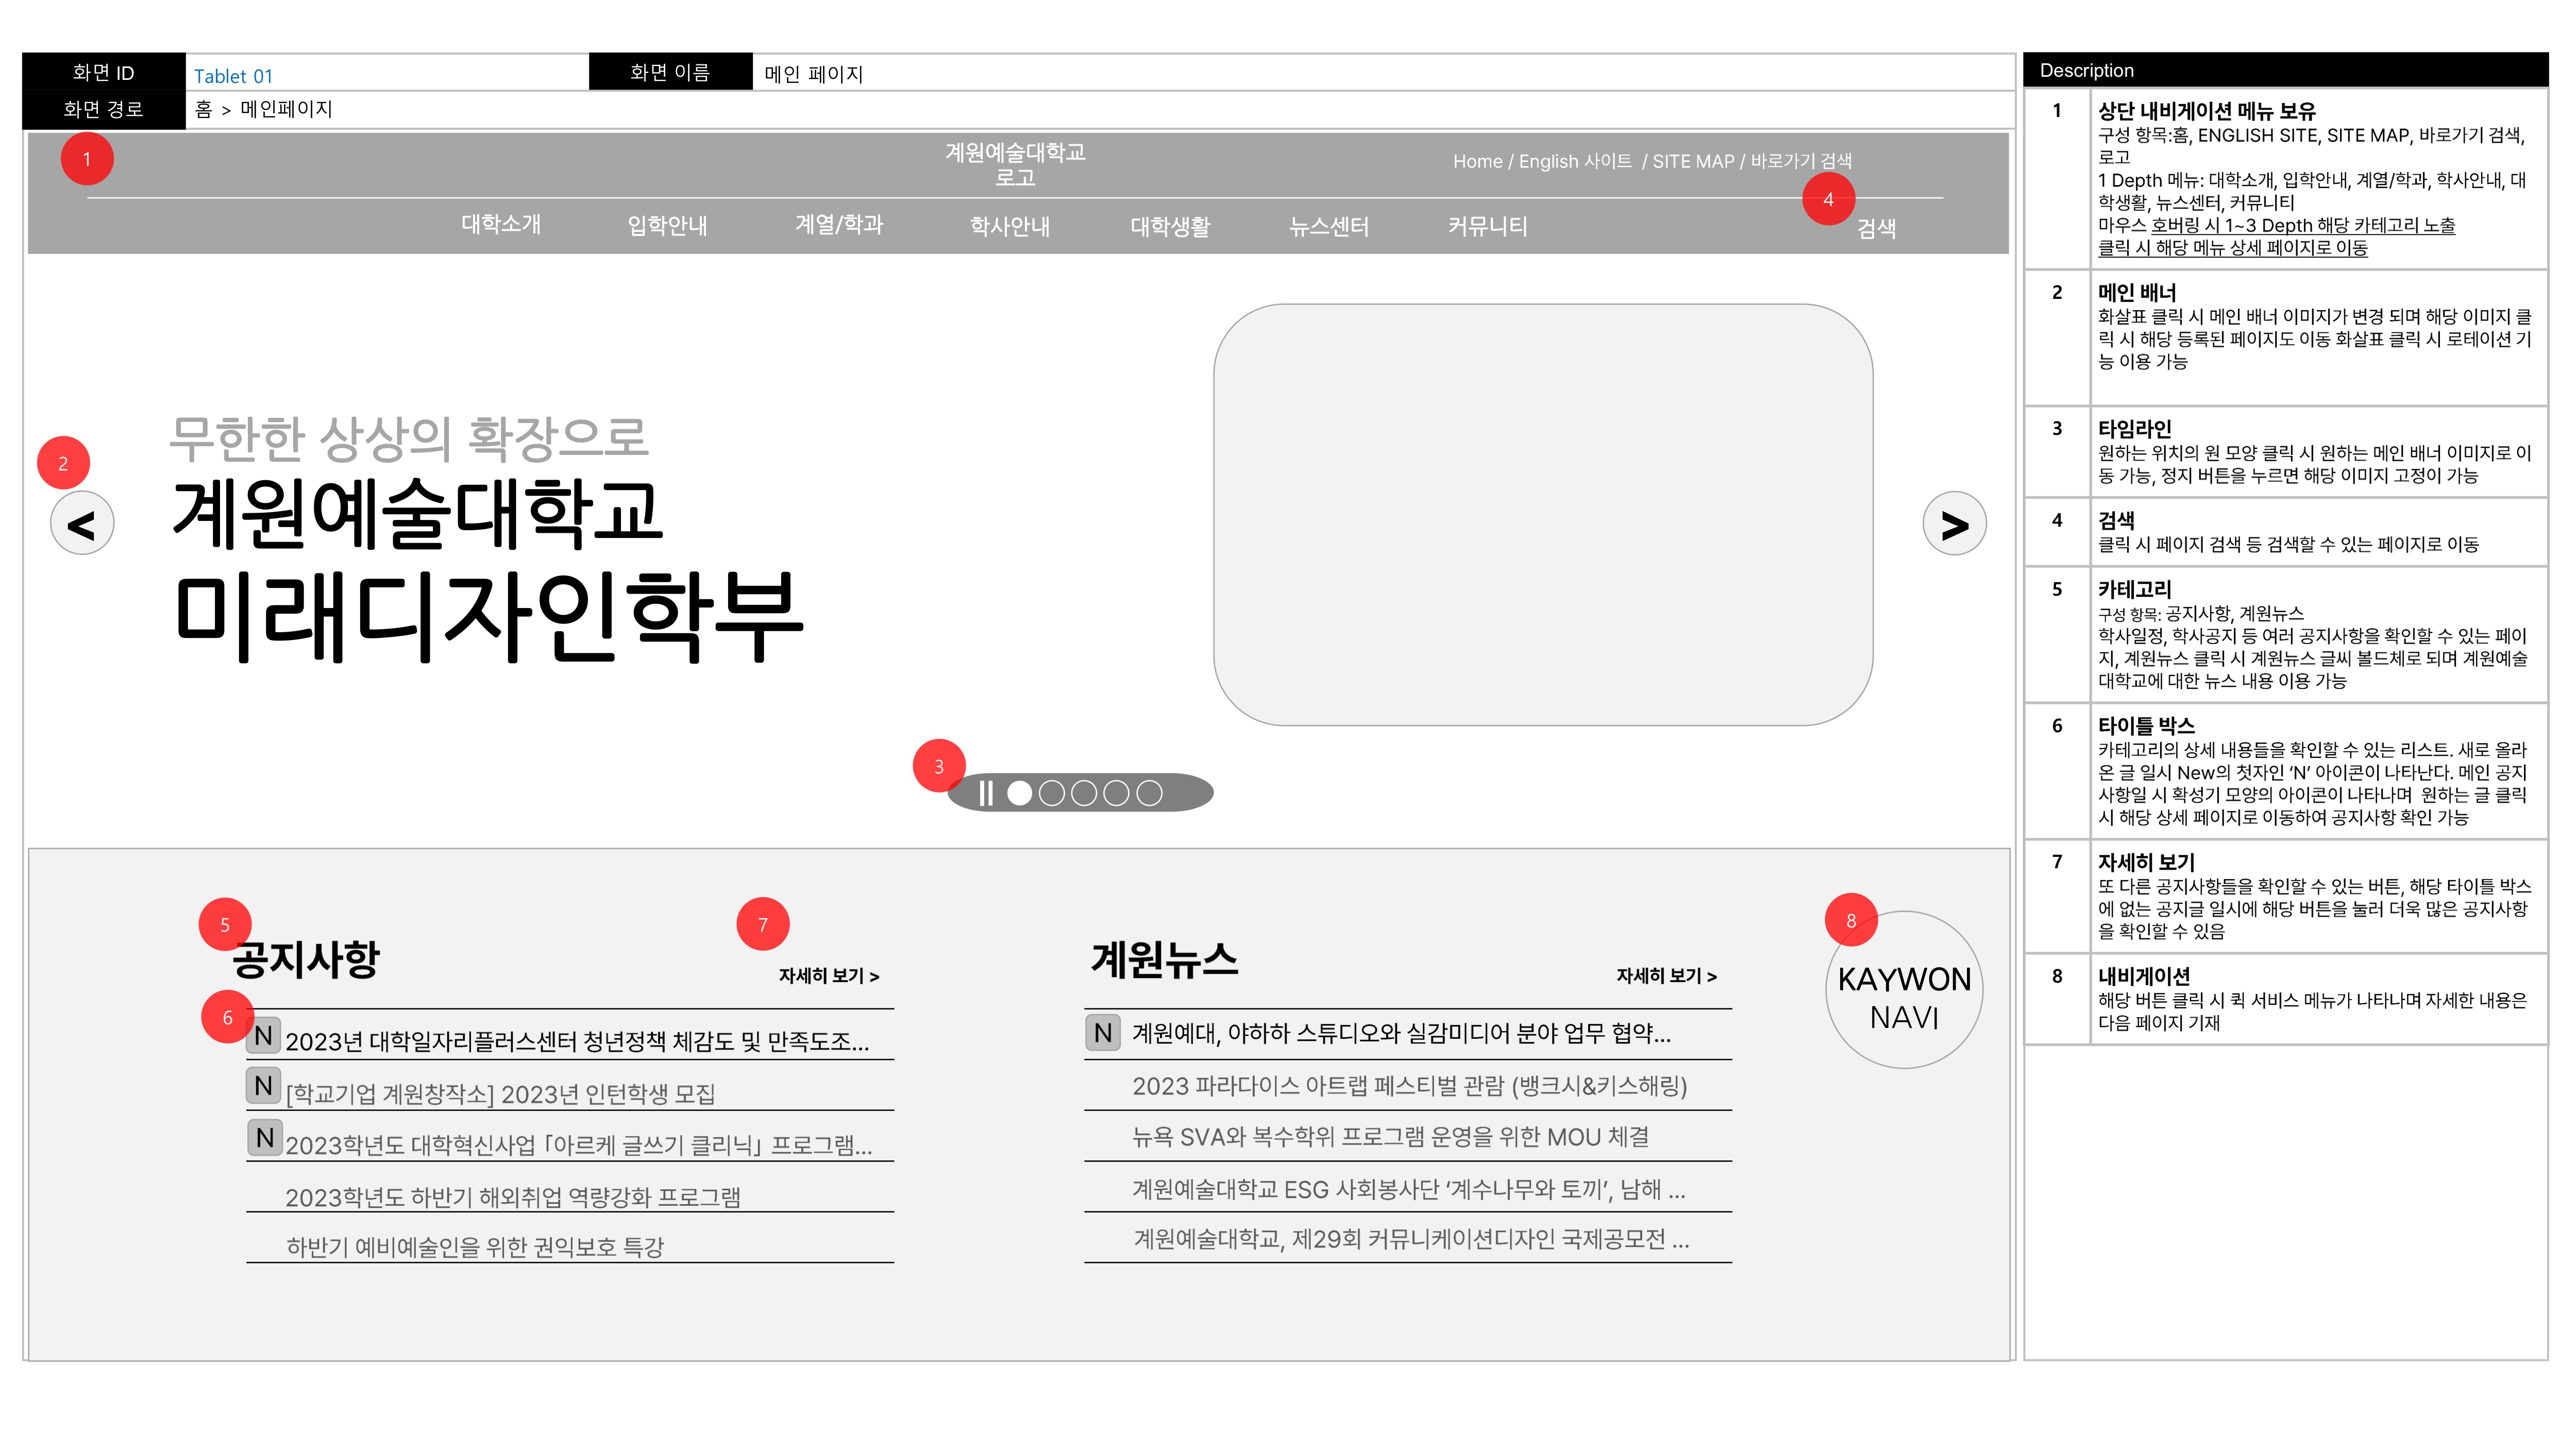 화면 ID
Tablet 01
화면 이름
메인 페이지
화면 경로
홈 > 메인페이지
1
계원예술대학교
로고
Home / English 사이트 / SITE MAP / 바로가기 검색
4
대학소개
입학안내
계열/학과
학사안내
대학생활
뉴스센터
커뮤니티
검색
무한한 상상의 확장으로
2
계원예술대학교
<
>
미래디자인학부
3
5
공지사항
7
자세히 보기 >
6
N 2023년 대학일자리플러스센터 청년정책 체감도 및 만족도조...
N [학교기업 계원창작소] 2023년 인턴학생 모집
N 2023학년도 대학혁신사업 「아르케 글쓰기 클리닉」 프로그램...
2023학년도 하반기 해외취업 역량강화 프로그램
하반기 예비예술인을 위한 권익보호 특강
계원뉴스
자세히 보기 >
N 계원예대, 야하하 스튜디오와 실감미디어 분야 업무 협약...
2023 파라다이스 아트랩 페스티벌 관람 (뱅크시&키스해링)
뉴욕 SVA와 복수학위 프로그램 운영을 위한 MOU 체결
계원예술대학교 ESG 사회봉사단 ‘계수나무와 토끼’, 남해 ...
계원예술대학교, 제29회 커뮤니케이션디자인 국제공모전 ...
8
KAYWON
NAVI
Description
1 상단 내비게이션 메뉴 보유
구성 항목:홈, ENGLISH SITE, SITE MAP, 바로가기 검색,
로고
1 Depth 메뉴: 대학소개, 입학안내, 계열/학과, 학사안내, 대
학생활, 뉴스센터, 커뮤니티
마우스 호버링 시 1~3 Depth 해당 카테고리 노출
클릭 시 해당 메뉴 상세 페이지로 이동
2 메인 배너
화살표 클릭 시 메인 배너 이미지가 변경 되며 해당 이미지 클
릭 시 해당 등록된 페이지도 이동 화살표 클릭 시 로테이션 기
능 이용 가능
3 타임라인
원하는 위치의 원 모양 클릭 시 원하는 메인 배너 이미지로 이
동 가능, 정지 버튼을 누르면 해당 이미지 고정이 가능
4 검색
클릭 시 페이지 검색 등 검색할 수 있는 페이지로 이동
5 카테고리
구성 항목: 공지사항, 계원뉴스
학사일정, 학사공지 등 여러 공지사항을 확인할 수 있는 페이
지, 계원뉴스 클릭 시 계원뉴스 글씨 볼드체로 되며 계원예술
대학교에 대한 뉴스 내용 이용 가능
6 타이틀 박스
카테고리의 상세 내용들을 확인할 수 있는 리스트. 새로 올라
온 글 일시 New의 첫자인 ‘N’ 아이콘이 나타난다. 메인 공지
사항일 시 확성기 모양의 아이콘이 나타나며 원하는 글 클릭
시 해당 상세 페이지로 이동하여 공지사항 확인 가능
7 자세히 보기
또 다른 공지사항들을 확인할 수 있는 버튼, 해당 타이틀 박스
에 없는 공지글 일시에 해당 버튼을 눌러 더욱 많은 공지사항
을 확인할 수 있음
8 내비게이션
해당 버튼 클릭 시 퀵 서비스 메뉴가 나타나며 자세한 내용은
다음 페이지 기재